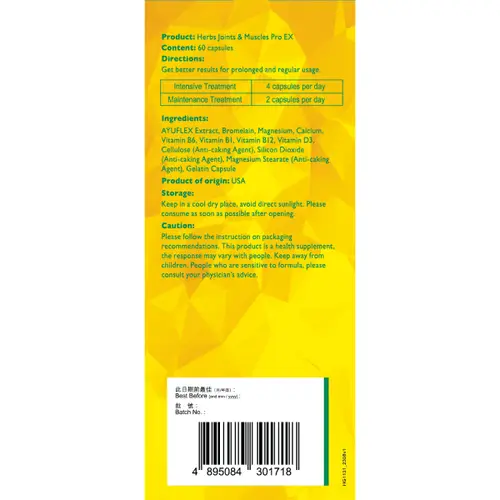 Product: Herbs Joints & Muscles Pro EX
Content: 60 capsules
Directions:
Get better results for prolonged and regular usage.
Intensive Treatment 4 capsules per day
Maintenance Treatment 2 capsules per day
Ingredients:
AYUFLEX Extract, Bromelain, Magnesium, Calcium,
Vitamin B6, Vitamin B1, Vitamin B12, Vitamin D3,
Cellulose (Anti-caking Agent), Silicon Dioxide
(Anti-caking Agent), Magnesium Stearate (Anti-caking
Agent), Gelatin Capsule
Product of origin: USA
Storage:
Keep in a cool dry place, avoid direct sunlight. Please
consume as soon as possible after opening.
Caution:
Please follow the instruction on packaging
recommendations. This product is a health supplement,
the response may vary with people. Keep away from
children. People who are sensitive to formula, please
consult your physician's advice.
此日期前最佳 (月/年底) :
Best Before (end mm / yyyy) :
批 號 :
Batch No. :
4 895084 301718